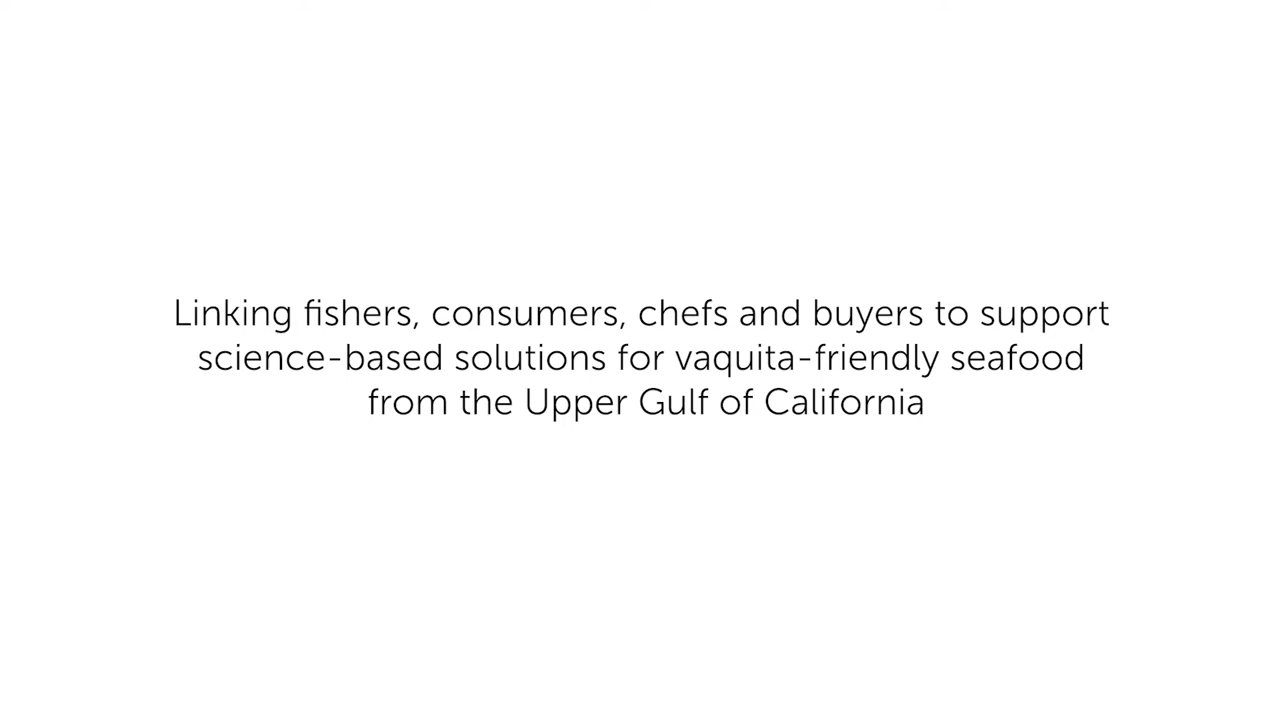 Linking fishers, consumers, chefs and buyers to support
science-based solutions for vaquita-friendly seafood
from the Upper Gulf of California